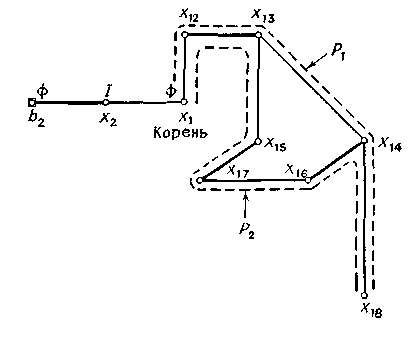 x12 x13
P1
Ф I Ф
b2 x2 x1
Корень
x15 x14
x17 x16
P2
x18